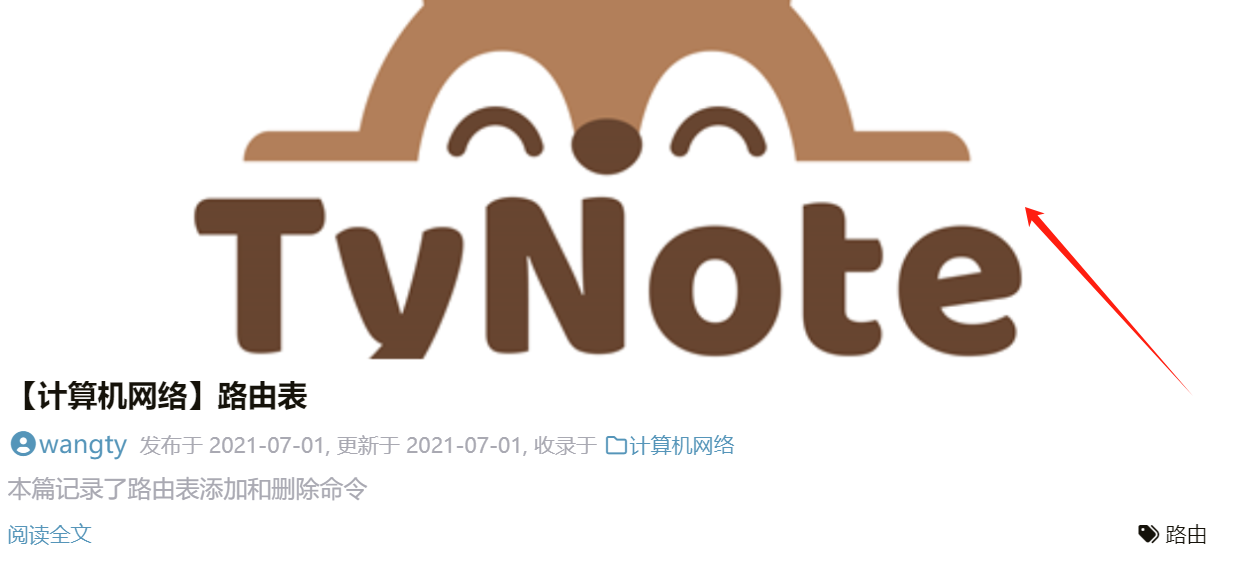 TyNote
【计算机网络】路由表
wangty 发布于 2021-07-01, 更新于 2021-07-01, 收录于 计算机网络
本篇记录了路由表添加和删除命令
阅读全文 路由